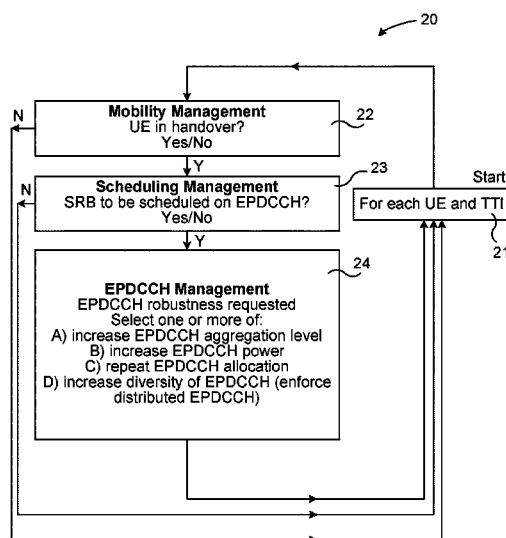 20
Mobility Management
UE in handover?
Yes/No
22
N
Y
Scheduling Management
SRB to be scheduled on EPDCCH?
Yes/No
23
N
Y
Start
For each UE and TTI
21
EPDCCH Management
EPDCCH robustness requested
Select one or more of:
A) increase EPDCCH aggregation level
B) increase EPDCCH power
C) repeat EPDCCH allocation
D) increase diversity of EPDCCH (enforce
distributed EPDCCH)
24